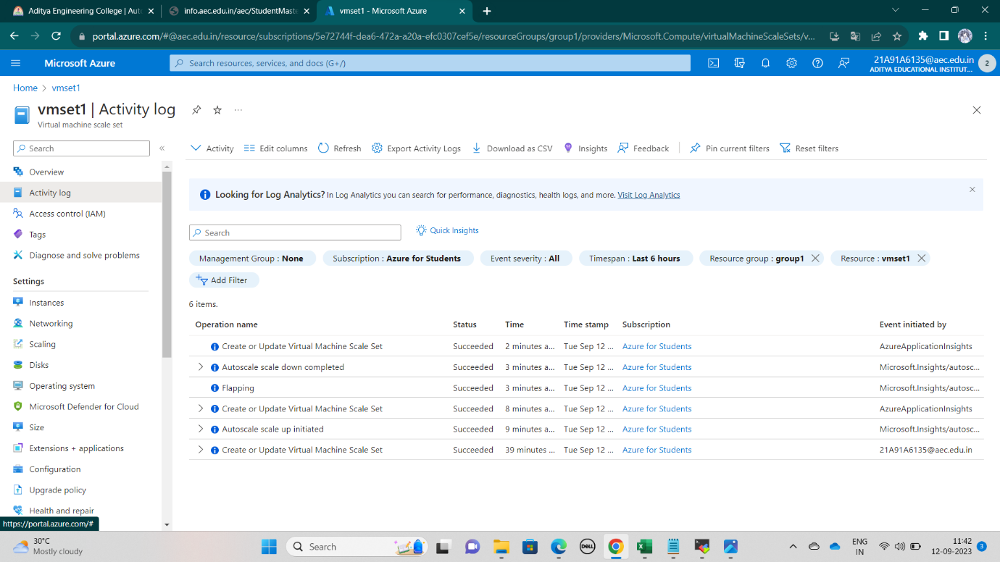 Aditya Engineering College | Auto
info.aec.edu.in/aec/StudentMaste
vmset1 - Microsoft Azure
portal.azure.com/#@aec.edu.in/resource/subscriptions/5e72744f-dea6-472a-a20a-efc0307cef5e/resourceGroups/group1/providers/Microsoft.Compute/virtualMachineScaleSets/v...
Microsoft Azure
Search resources, services, and docs (G+/)
21A91A6135@aec.edu.in
ADITYA EDUCATIONAL INSTITUT...
2
Home > vmset1
vmset1 | Activity log
Virtual machine scale set
Search
Overview
Activity log
Access control (IAM)
Tags
Diagnose and solve problems
Settings
Instances
Networking
Scaling
Disks
Operating system
Microsoft Defender for Cloud
Size
Extensions + applications
Configuration
Upgrade policy
Health and repair
https://portal.azure.com/#
Activity Edit columns Refresh Export Activity Logs Download as CSV Insights Feedback Pin current filters Reset filters
Looking for Log Analytics? In Log Analytics you can search for performance, diagnostics, health logs, and more. Visit Log Analytics
Search
Quick Insights
Management Group : None Subscription : Azure for Students Event severity : All Timespan : Last 6 hours Resource group : group1 Resource : vmset1
Add Filter
6 items.
Operation name Status Time Time stamp Subscription Event initiated by
Create or Update Virtual Machine Scale Set Succeeded 2 minutes a... Tue Sep 12 ... Azure for Students AzureApplicationInsights
Autoscale scale down completed Succeeded 3 minutes a... Tue Sep 12 ... Azure for Students Microsoft.Insights/autosc...
Flapping Succeeded 3 minutes a... Tue Sep 12 ... Azure for Students Microsoft.Insights/autosc...
Create or Update Virtual Machine Scale Set Succeeded 8 minutes a... Tue Sep 12 ... Azure for Students AzureApplicationInsights
Autoscale scale up initiated Succeeded 9 minutes a... Tue Sep 12 ... Azure for Students Microsoft.Insights/autosc...
Create or Update Virtual Machine Scale Set Succeeded 39 minutes ... Tue Sep 12 ... Azure for Students 21A91A6135@aec.edu.in
30°C
Mostly cloudy
Search
DELL
ENG
IN
11:42
12-09-2023
3